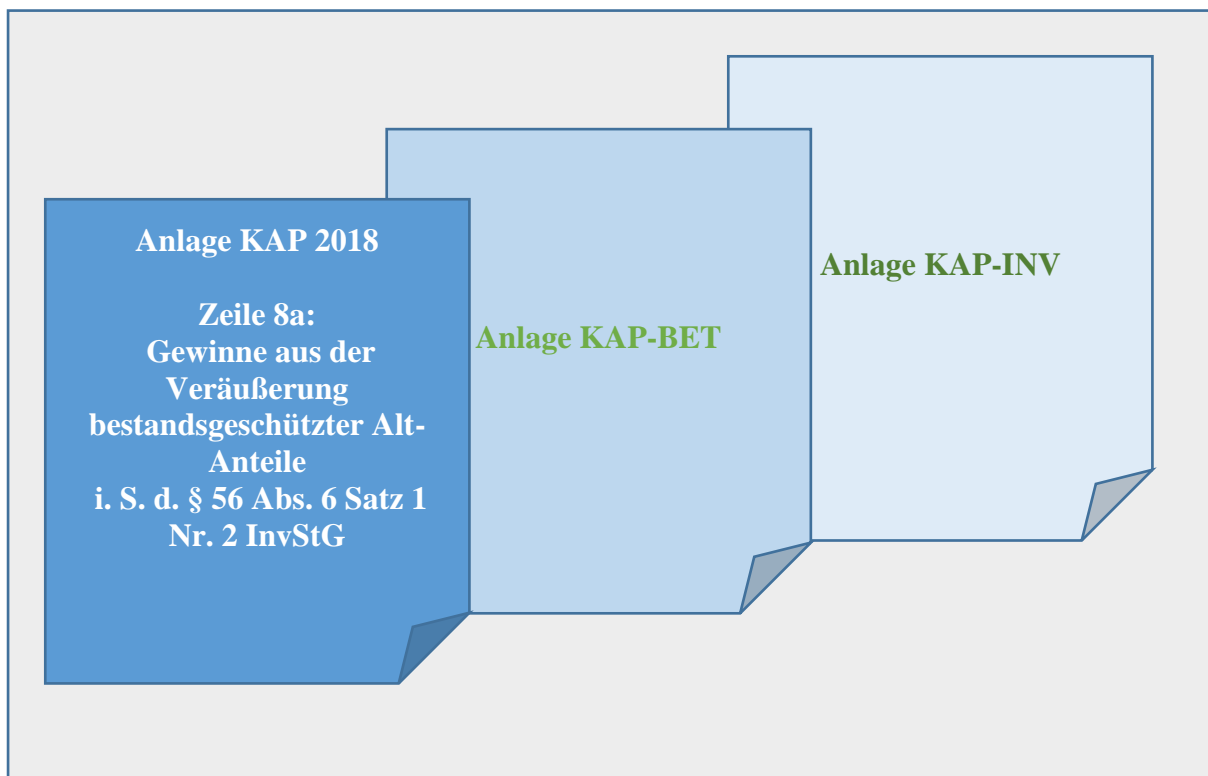 Anlage KAP 2018
Zeile 8a:
Gewinne aus der
Veräußerung
bestandsgeschützter Alt-
Anteile
i. S. d. § 56 Abs. 6 Satz 1
Nr. 2 InvStG
Anlage KAP-BET
Anlage KAP-INV